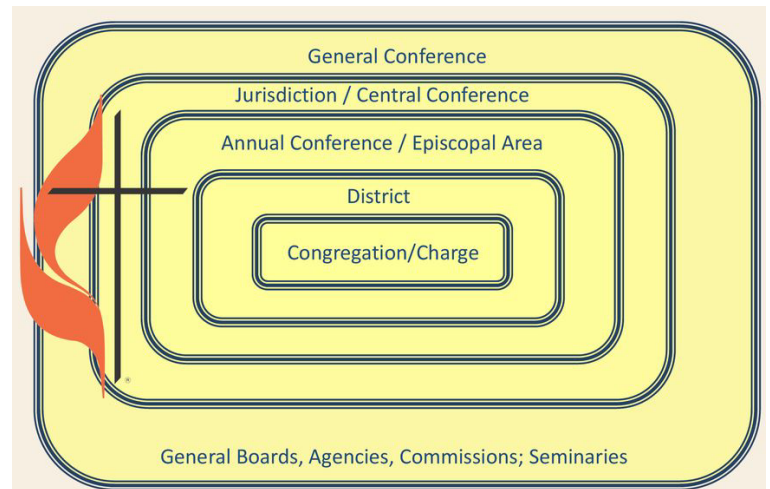 General Conference
Jurisdiction / Central Conference
Annual Conference / Episcopal Area
District
Congregation/Charge
®
General Boards, Agencies, Commissions; Seminaries